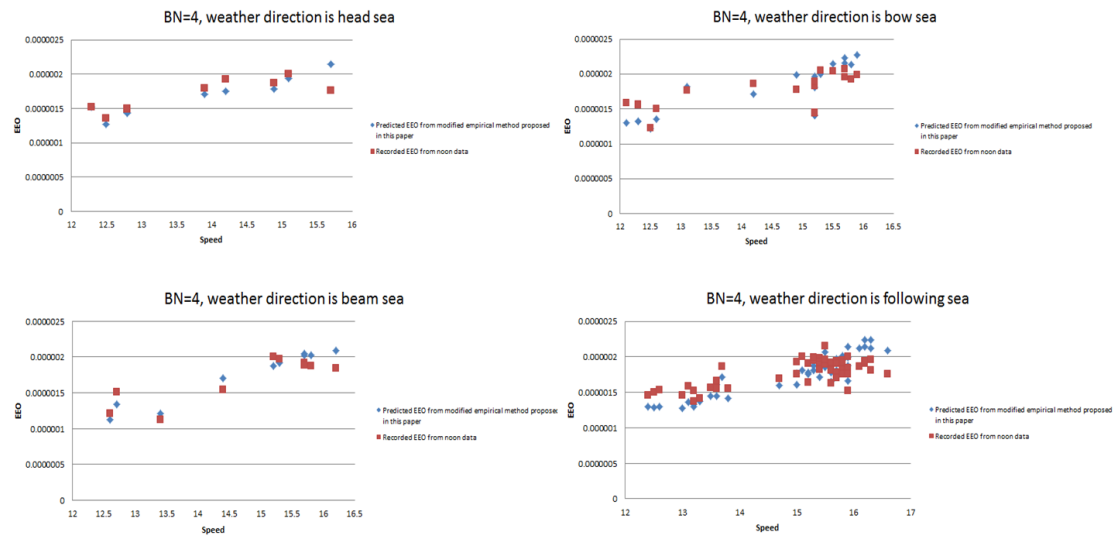 BN=4, weather direction is head sea
0.0000025
0.000002
0.0000015
0.000001
0.0000005
0
EEO
12 12.5 13 13.5 14 14.5 15 15.5 16
Speed
Predicted EEO from modified empirical method proposed
in this paper
Recorded EEO from noon data
BN=4, weather direction is bow sea
0.0000025
0.000002
0.0000015
0.000001
0.0000005
0
EEO
12 12.5 13 13.5 14 14.5 15 15.5 16 16.5
Speed
Predicted EEO from modified empirical method proposed
in this paper
Recorded EEO from noon data
BN=4, weather direction is beam sea
0.0000025
0.000002
0.0000015
0.000001
0.0000005
0
EEO
12 12.5 13 13.5 14 14.5 15 15.5 16 16.5
Speed
Predicted EEO from modified empirical method propose
in this paper
Recorded EEO from noon data
BN=4, weather direction is following sea
0.0000025
0.000002
0.0000015
0.000001
0.0000005
0
EEO
12 13 14 15 16 17
Speed
Predicted EEO from modified empirical method proposed
in this paper
Recorded EEO from noon data